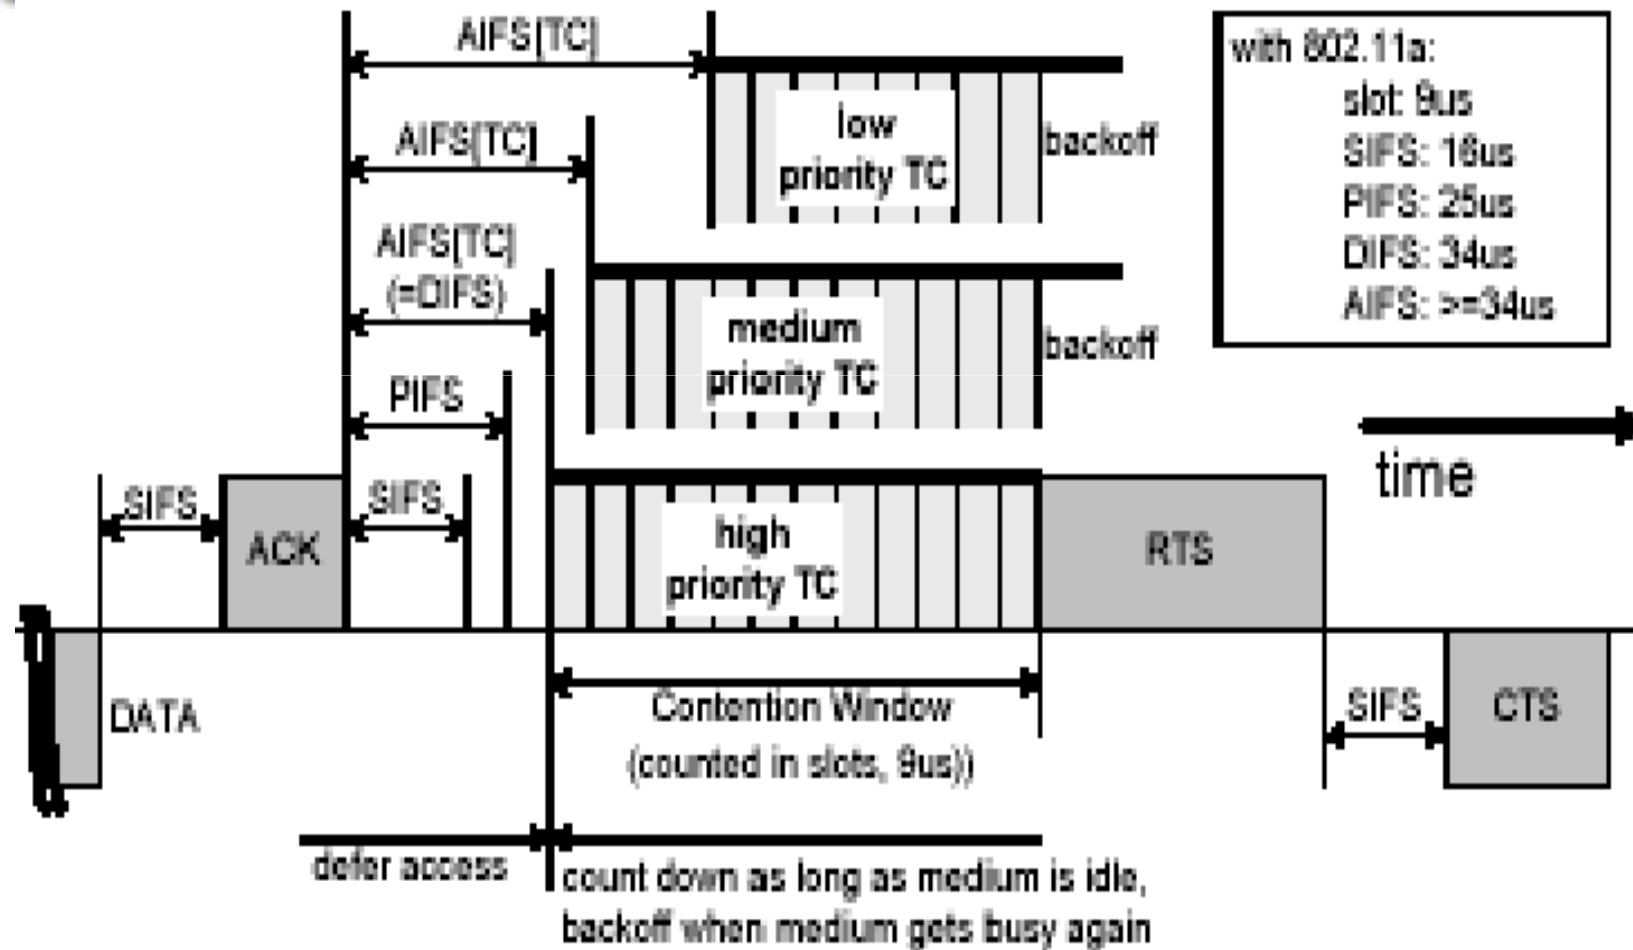 AIFS[TC]
AIFS[TC]
AIFS[TC]
(=DIFS)
PIFS
SIFS
SIFS
ACK
DATA
low
priority TC
backoff
medium
priority TC
backoff
high
priority TC
with 802.11a:
slot: 9us
SIFS: 16us
PIFS: 25us
DIFS: 34us
AIFS: >=34us
time
RTS
SIFS
CTS
Contention Window
(counted in slots, 9us))
defer access
count down as long as medium is idle,
backoff when medium gets busy again